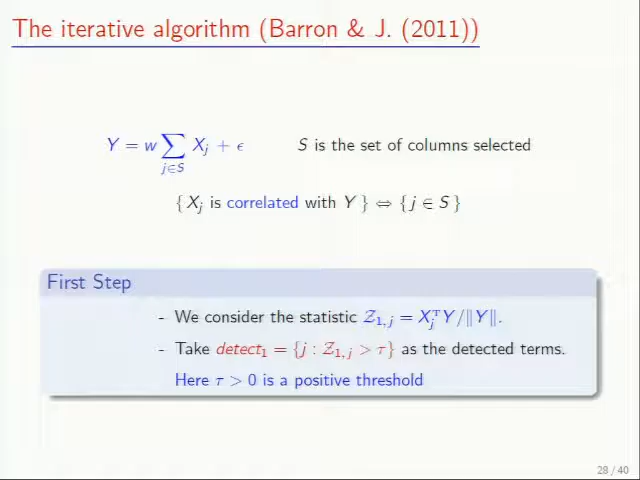 The iterative algorithm (Barron & J. (2011))
Y = w ∑_{j∈S} X_j + ϵ S is the set of columns selected
{ X_j is correlated with Y } ⇔ { j ∈ S }
First Step
- We consider the statistic 𝒵_{1,j} = X_j^T Y/‖Y‖.
- Take detect_1 = {j : 𝒵_{1,j} > τ} as the detected terms.
Here τ > 0 is a positive threshold
28 / 40